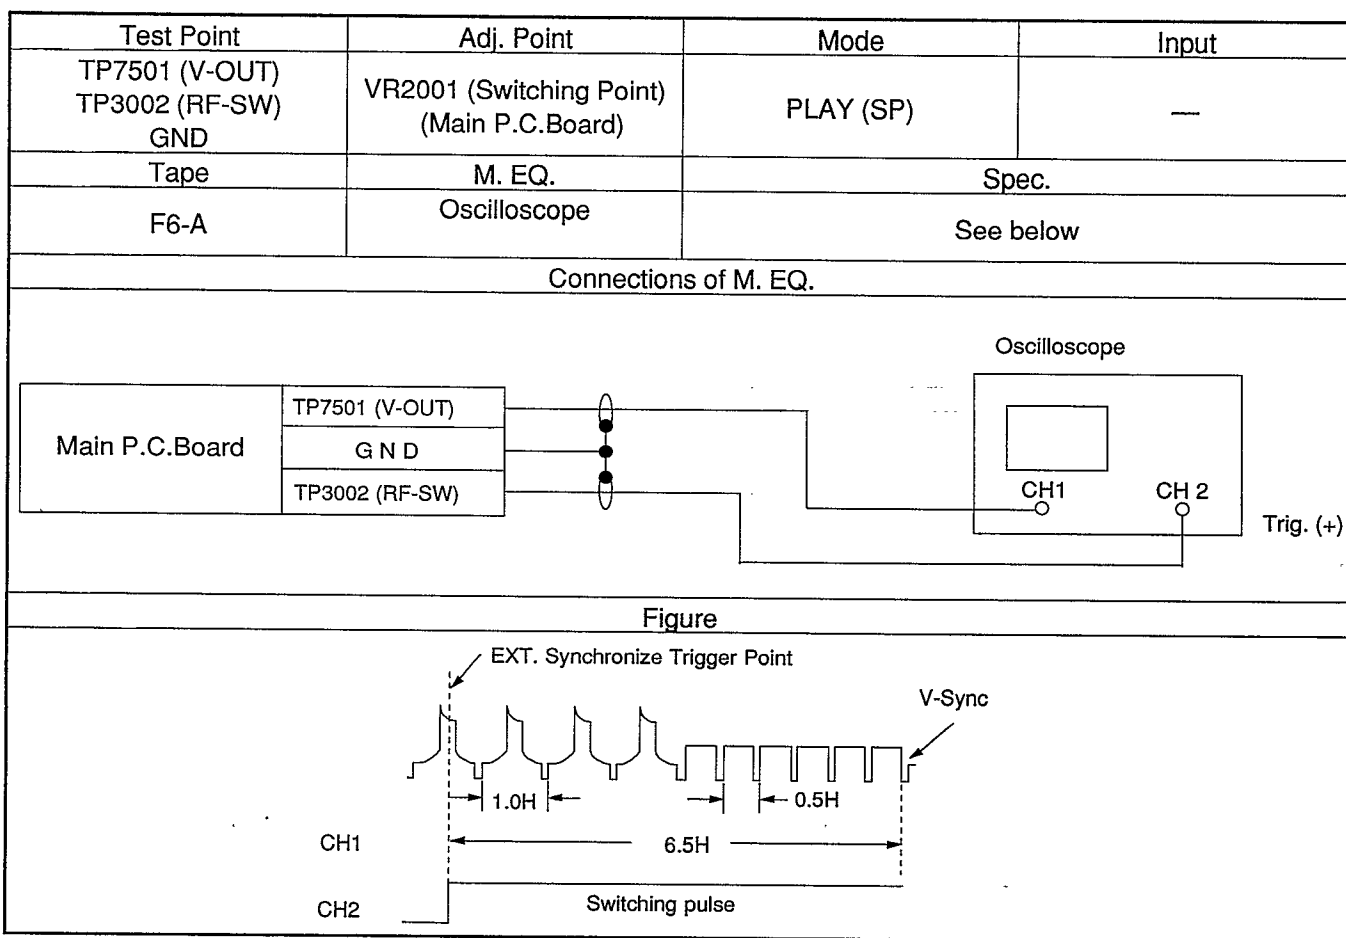 Test Point
Adj. Point
Mode
Input
TP7501 (V-OUT)
TP3002 (RF-SW)
GND
VR2001 (Switching Point)
(Main P.C.Board)
PLAY (SP)
—
Tape
M. EQ.
Spec.
F6-A
Oscilloscope
See below
Connections of M. EQ.
Oscilloscope
Main P.C.Board
TP7501 (V-OUT)
G N D
TP3002 (RF-SW)
CH1
CH 2
Trig. (+)
Figure
EXT. Synchronize Trigger Point
V-Sync
1.0H
0.5H
CH1
6.5H
CH2
Switching pulse